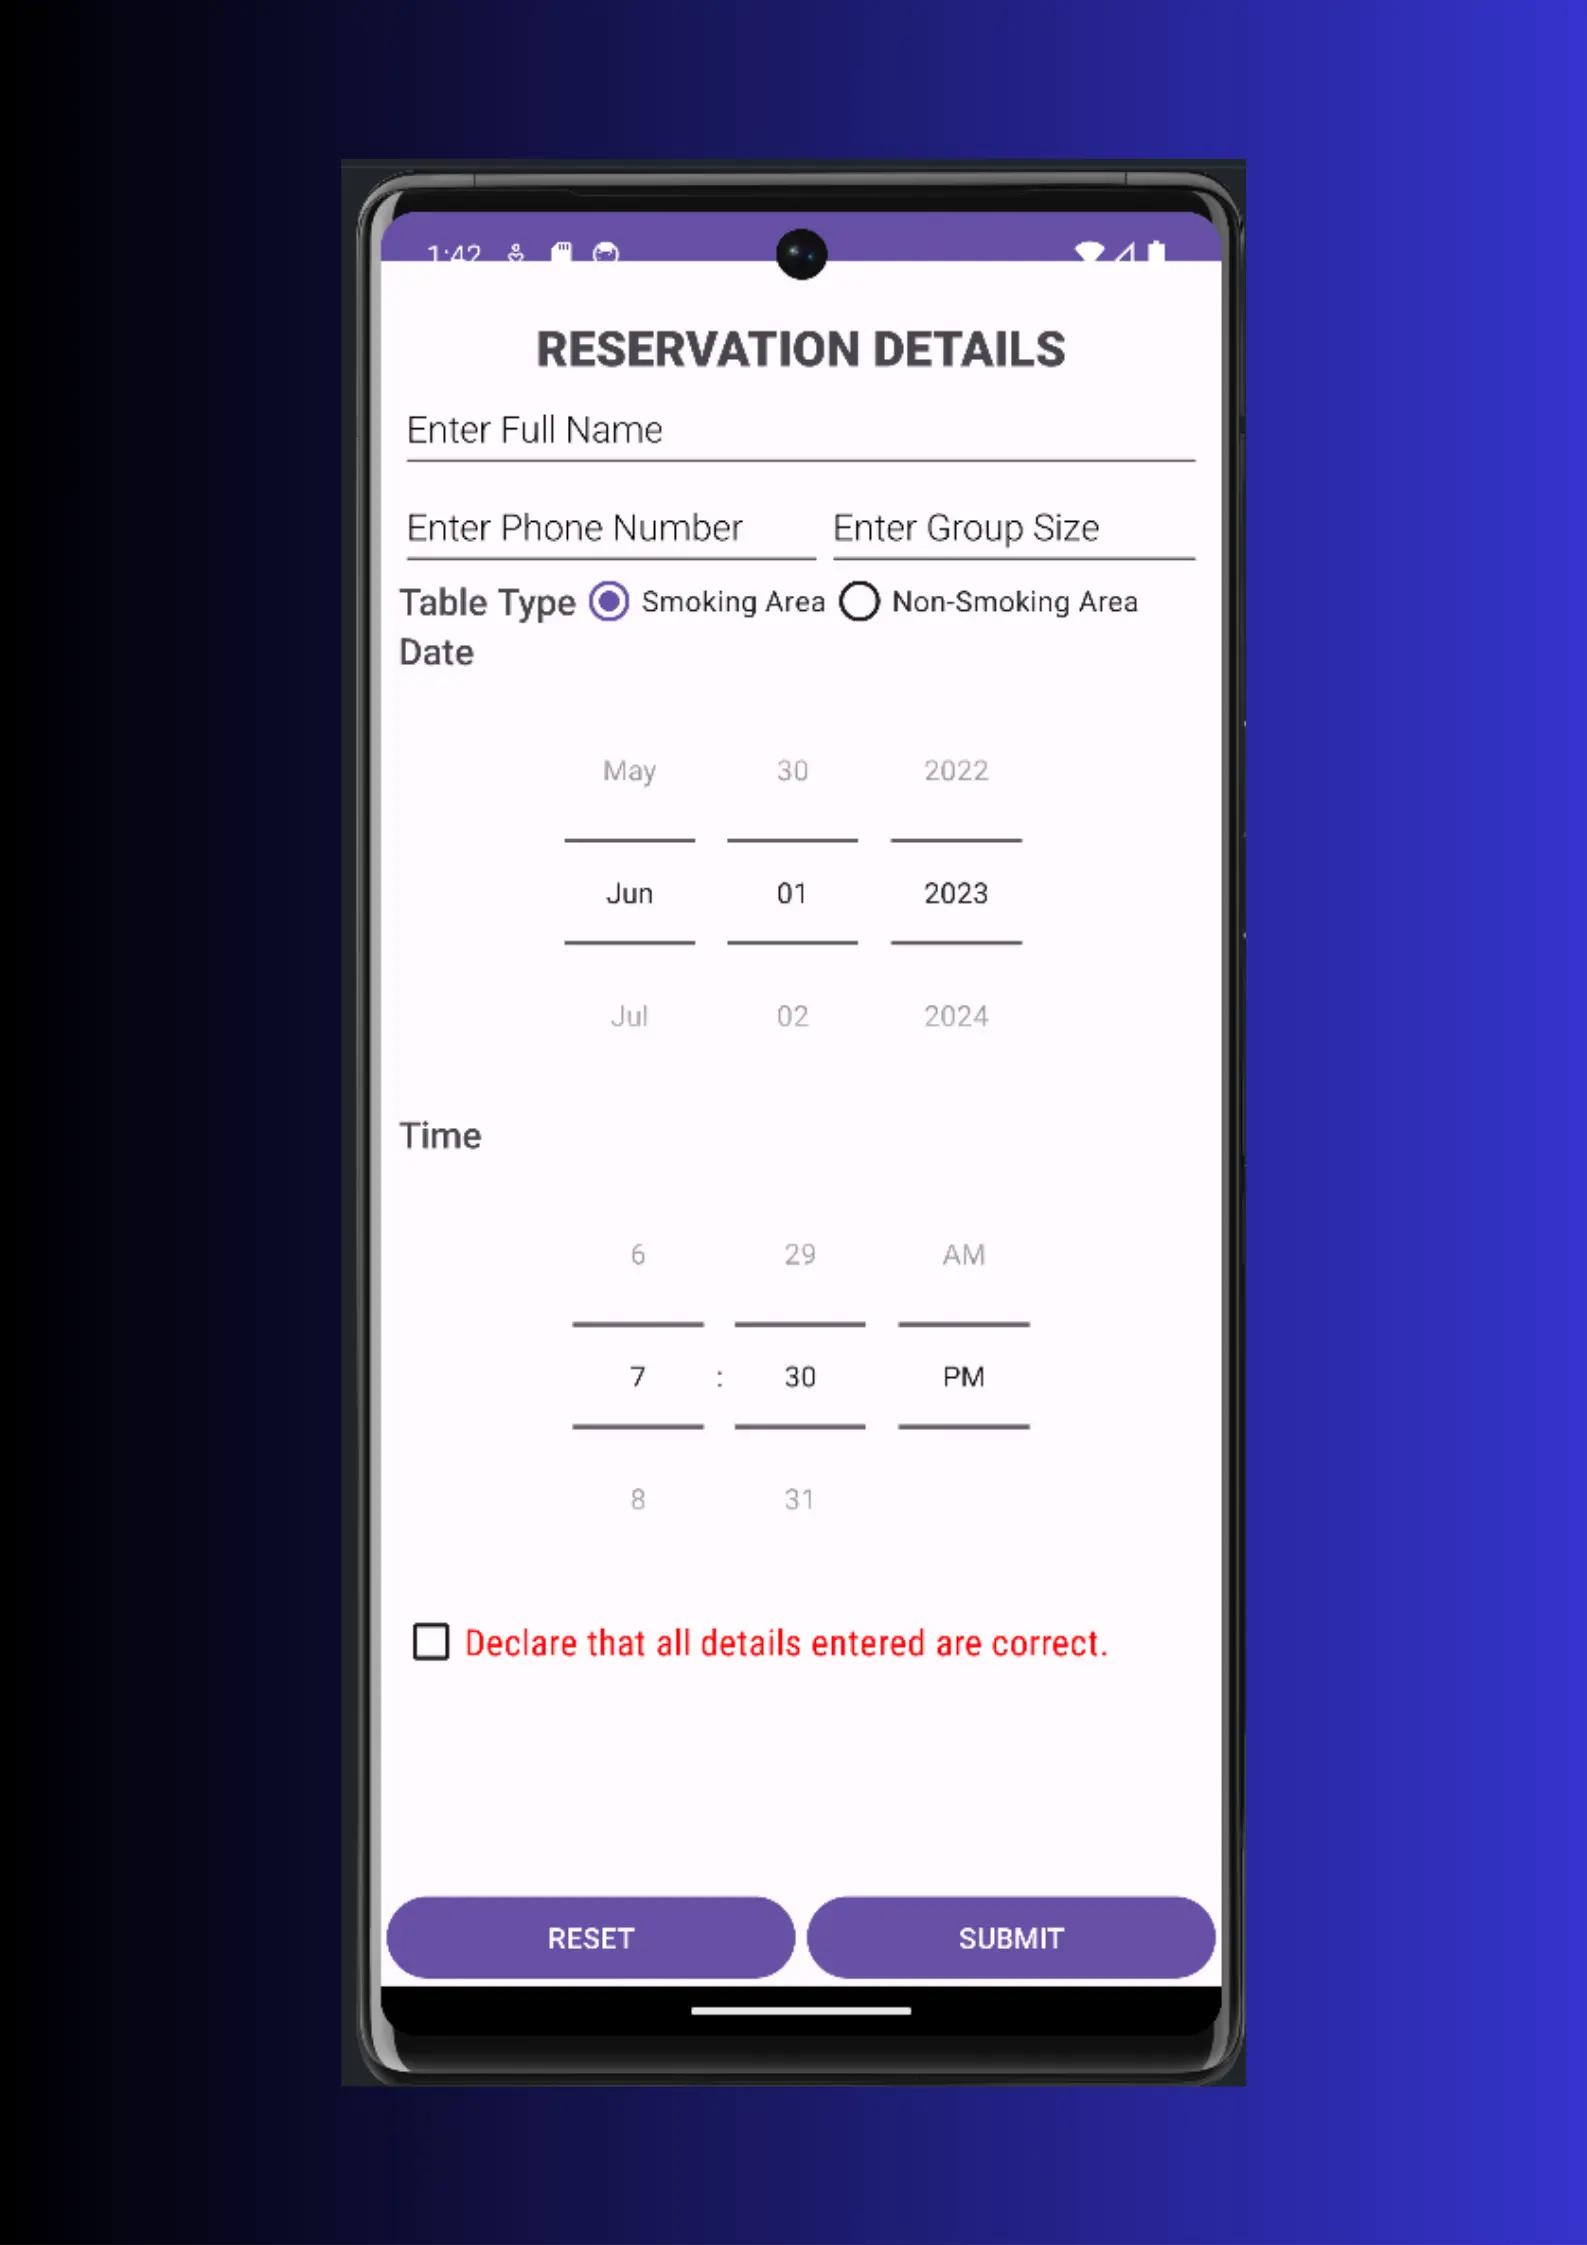 1:42
RESERVATION DETAILS
Enter Full Name
Enter Phone Number Enter Group Size
Table Type Smoking Area Non-Smoking Area
Date
May 30 2022
Jun 01 2023
Jul 02 2024
Time
6 29 AM
7 : 30 PM
8 31
Declare that all details entered are correct.
RESET SUBMIT